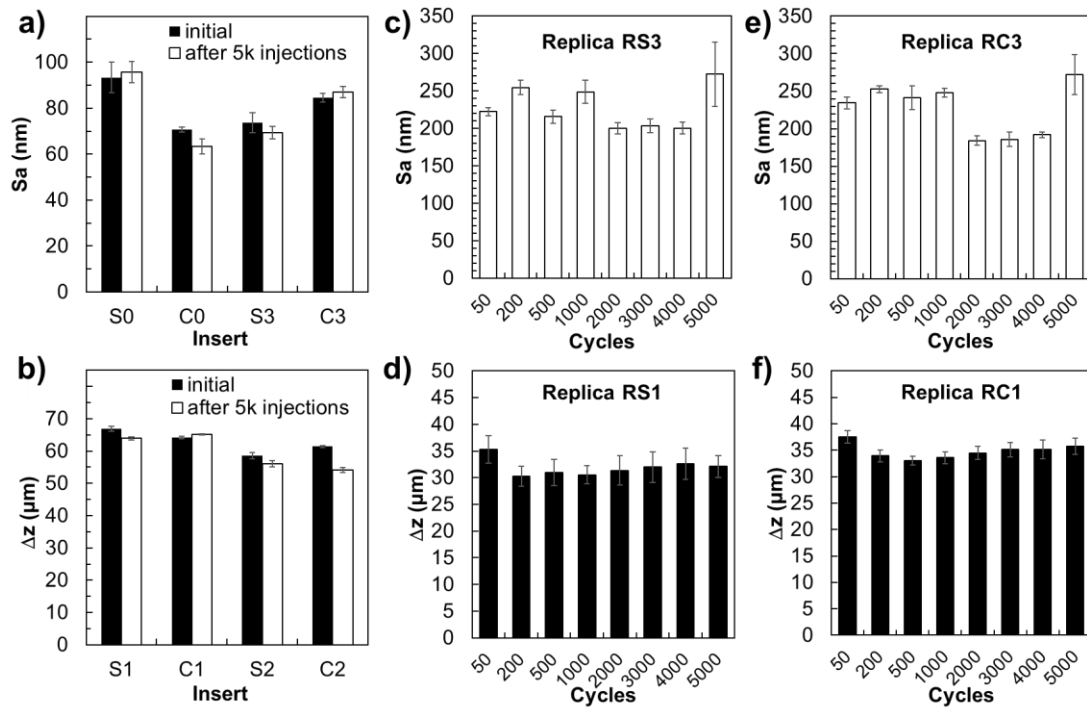 a)
initial
after 5k injections
100
80
60
40
20
0
Sa (nm)
S0 C0 S3 C3
Insert
c)
Replica RS3
350
300
250
200
150
100
50
0
Sa (nm)
50 200 500 1000 2000 3000 4000 5000
Cycles
e)
Replica RC3
350
300
250
200
150
100
50
0
Sa (nm)
50 200 500 1000 2000 3000 4000 5000
Cycles
b)
initial
after 5k injections
80
70
60
50
40
30
20
10
0
Δz (µm)
S1 C1 S2 C2
Insert
d)
Replica RS1
50
45
40
35
30
25
20
15
10
5
0
Δz (µm)
50 200 500 1000 2000 3000 4000 5000
Cycles
f)
Replica RC1
50
45
40
35
30
25
20
15
10
5
0
Δz (µm)
50 200 500 1000 2000 3000 4000 5000
Cycles